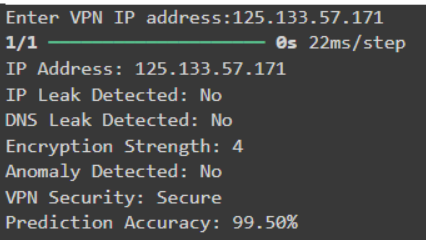 Enter VPN IP address:125.133.57.171
1/1 ━━━━━━━━━━━━━━━━━━━━ 0s 22ms/step
IP Address: 125.133.57.171
IP Leak Detected: No
DNS Leak Detected: No
Encryption Strength: 4
Anomaly Detected: No
VPN Security: Secure
Prediction Accuracy: 99.50%